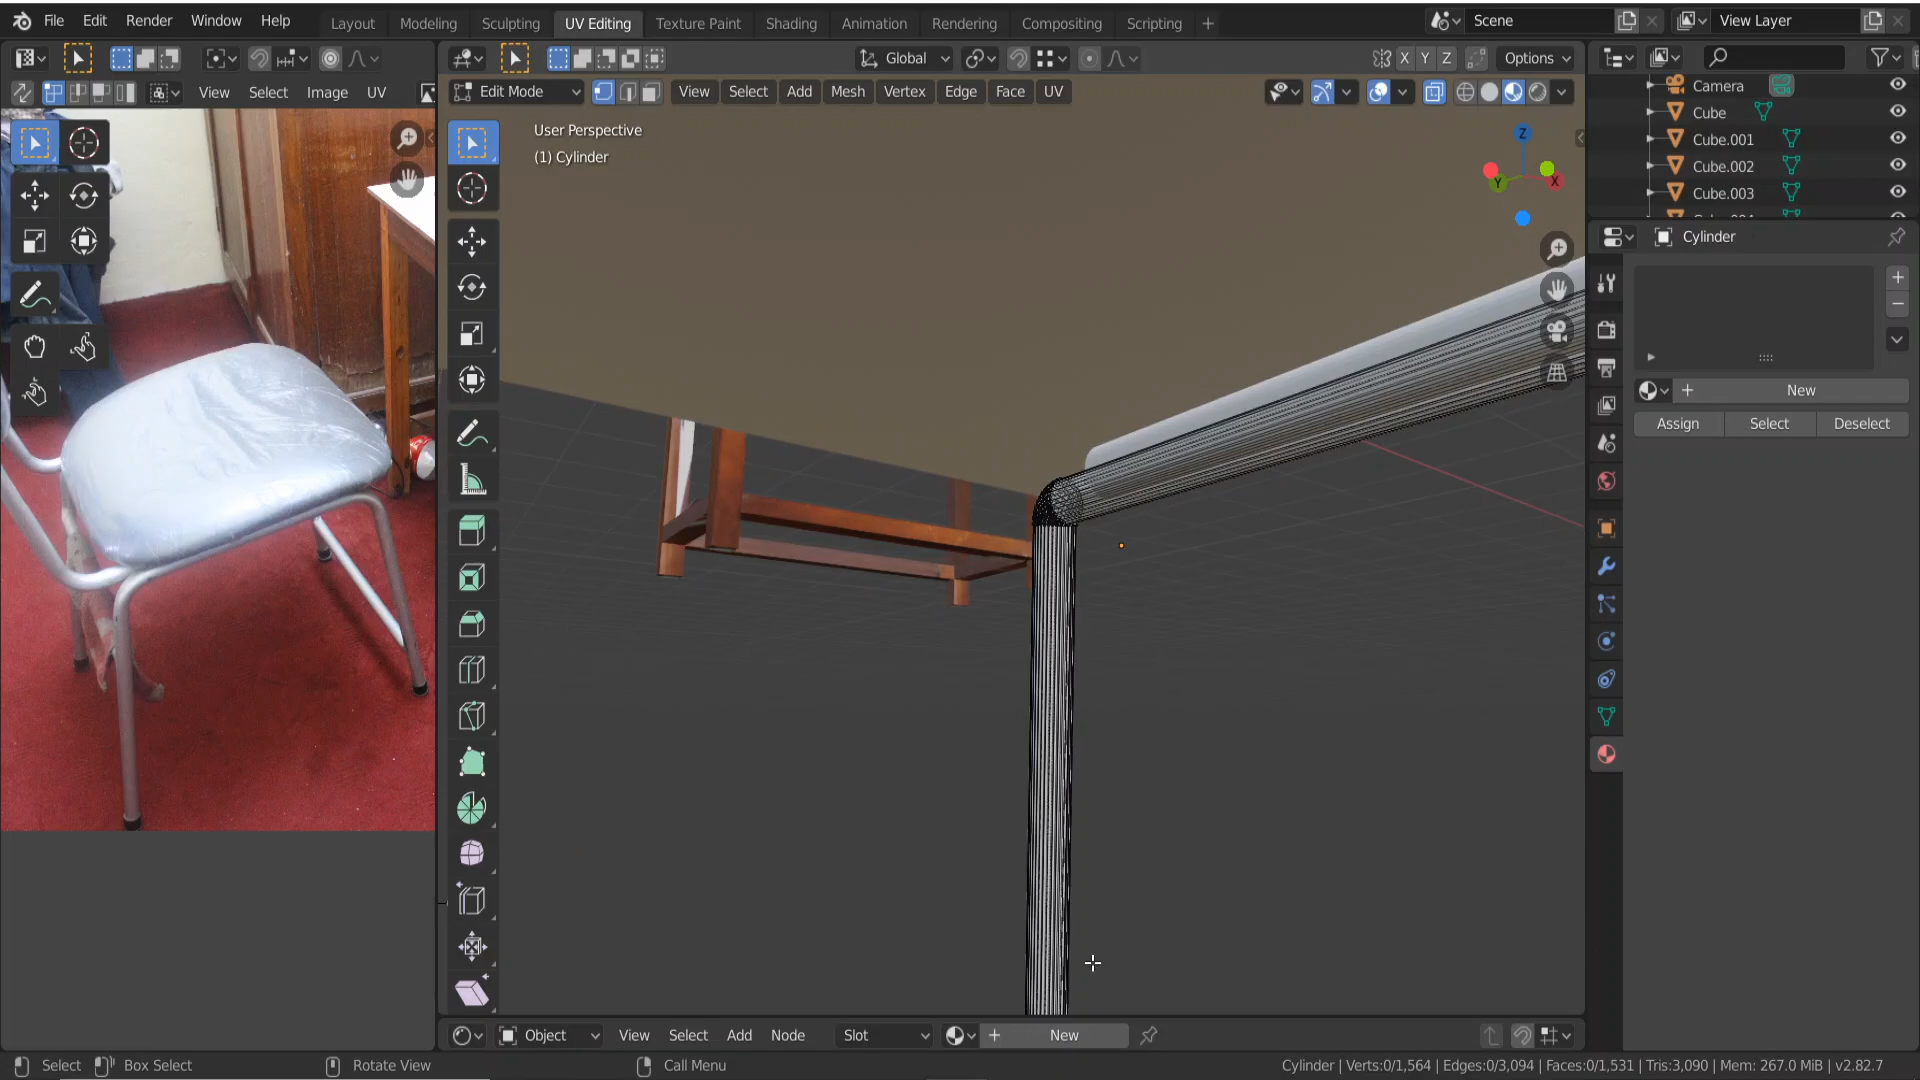 File Edit Render Window Help Layout Modeling Sculpting UV Editing Texture Paint Shading Animation Rendering Compositing Scripting + Scene View Layer
Global X Y Z Options
View Select Image UV Edit Mode View Select Add Mesh Vertex Edge Face UV
User Perspective
(1) Cylinder
Z
Y
X
Camera
Cube
Cube.001
Cube.002
Cube.003
Cylinder
New
Assign Select Deselect
Object View Select Add Node Slot New
Select Box Select Rotate View Call Menu Cylinder | Verts:0/1,564 | Edges:0/3,094 | Faces:0/1,531 | Tris:3,090 | Mem: 267.0 MiB | v2.82.7